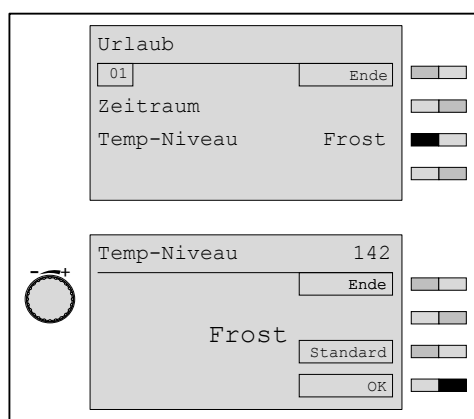 Urlaub
01 Ende
Zeitraum
Temp-Niveau Frost
Temp-Niveau 142
- +
Ende
Frost
Standard
OK